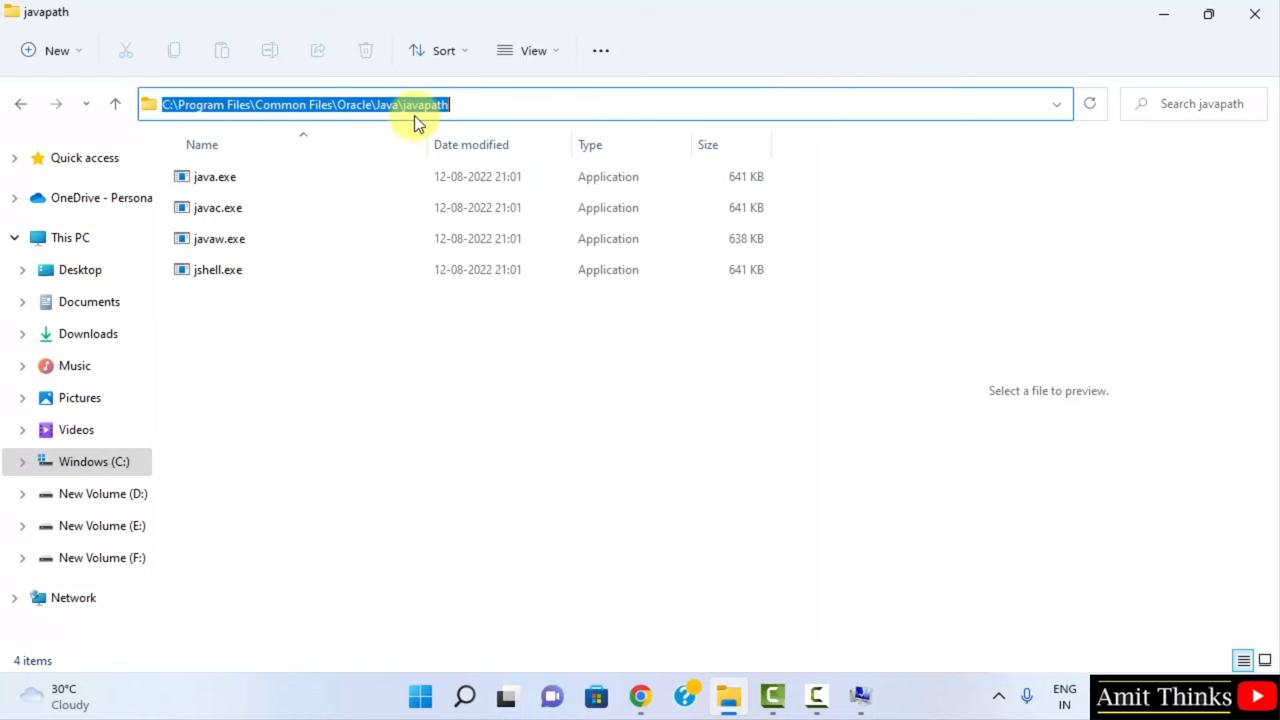 javapath
New
Sort
View
C:\Program Files\Common Files\Oracle\Java\javapath
Search javapath
Name
Date modified
Type
Size
java.exe
12-08-2022 21:01
Application
641 KB
javac.exe
12-08-2022 21:01
Application
641 KB
javaw.exe
12-08-2022 21:01
Application
638 KB
jshell.exe
12-08-2022 21:01
Application
641 KB
Quick access
OneDrive - Persona
This PC
Desktop
Documents
Downloads
Music
Pictures
Videos
Windows (C:)
New Volume (D:)
New Volume (E:)
New Volume (F:)
Network
Select a file to preview.
4 items
30°C
Cloudy
ENG
IN
Amit Thinks